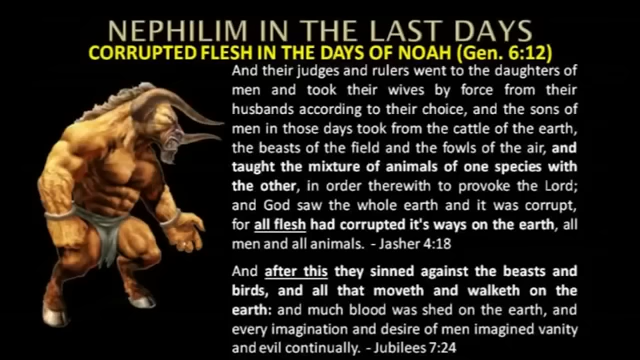 NEPHILIM IN THE LAST DAYS
CORRUPTED FLESH IN THE DAYS OF NOAH (Gen. 6:12)
And their judges and rulers went to the daughters of
men and took their wives by force from their
husbands according to their choice, and the sons of
men in those days took from the cattle of the earth,
the beasts of the field and the fowls of the air, and
taught the mixture of animals of one species with
the other, in order therewith to provoke the Lord;
and God saw the whole earth and it was corrupt,
for all flesh had corrupted it's ways on the earth, all
men and all animals. - Jasher 4:18
And after this they sinned against the beasts and
birds, and all that moveth and walketh on the
earth: and much blood was shed on the earth, and
every imagination and desire of men imagined vanity
and evil continually. - Jubilees 7:24